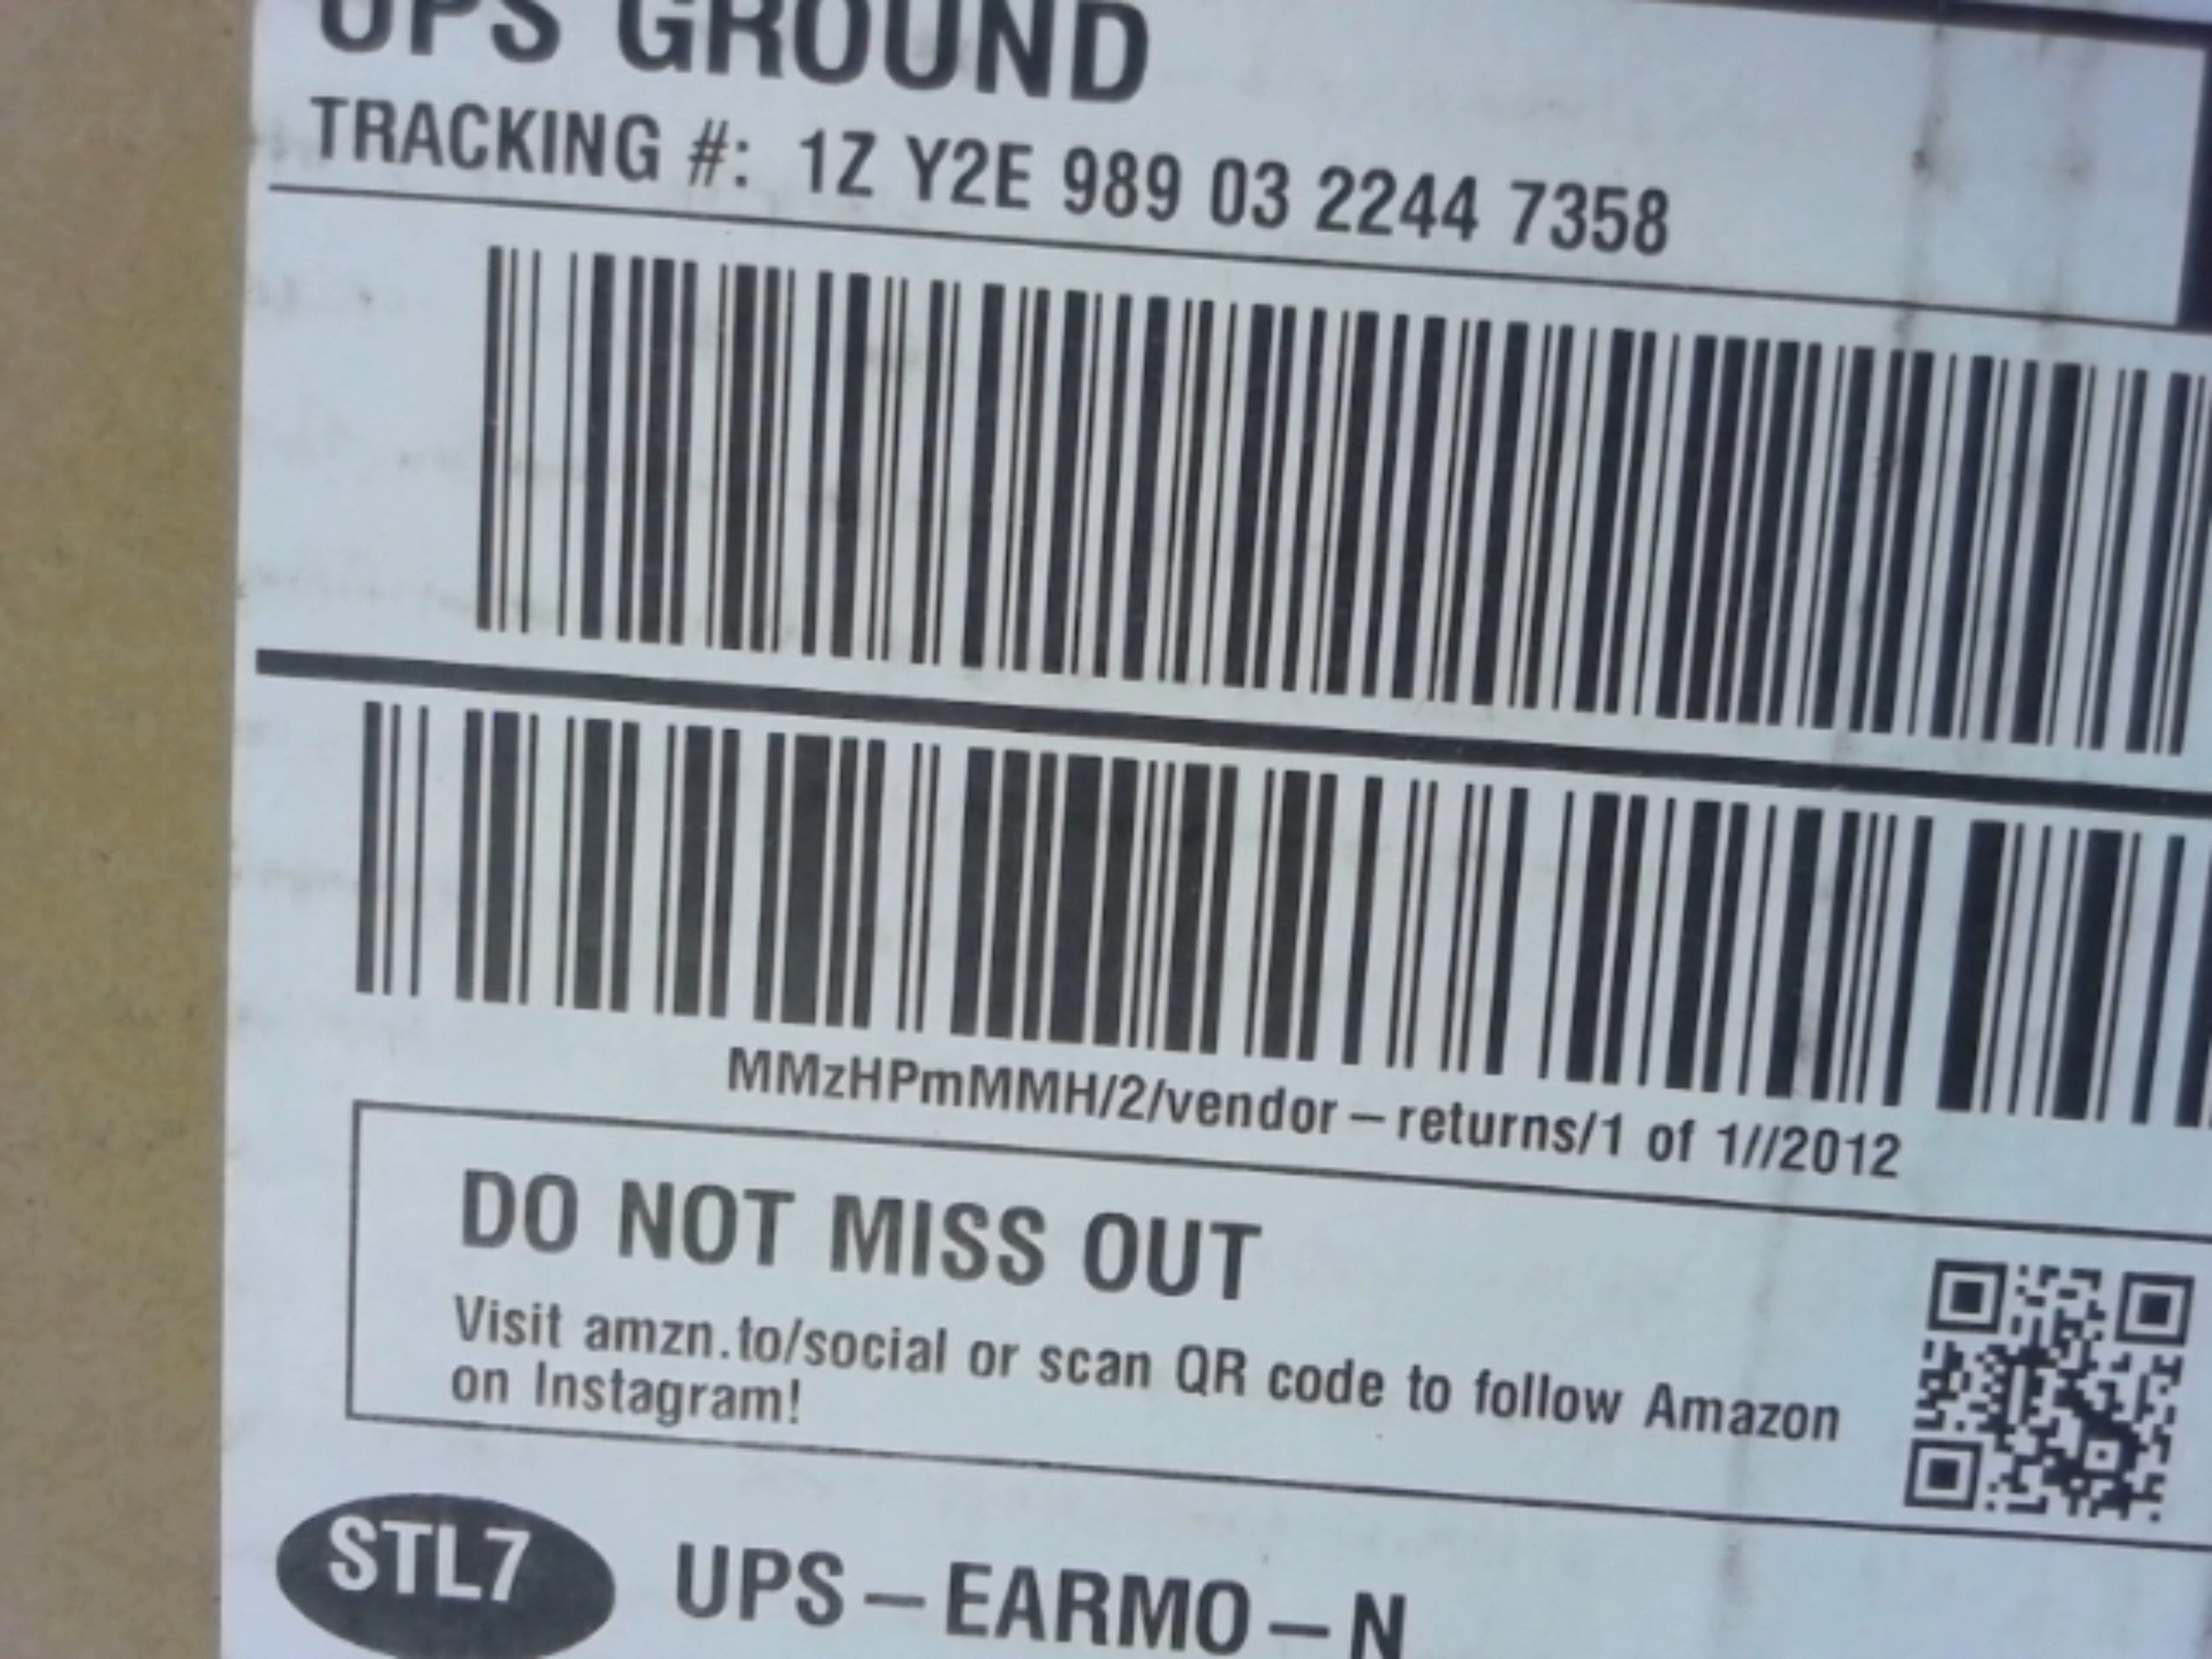 UPS GROUND
TRACKING #: 1Z Y2E 989 03 2244 7358
MMzHPmMMH/2/vendor-returns/1 of 1//2012
DO NOT MISS OUT
Visit amzn.to/social or scan QR code to follow Amazon
on Instagram!
STL7 UPS-EARMO-N